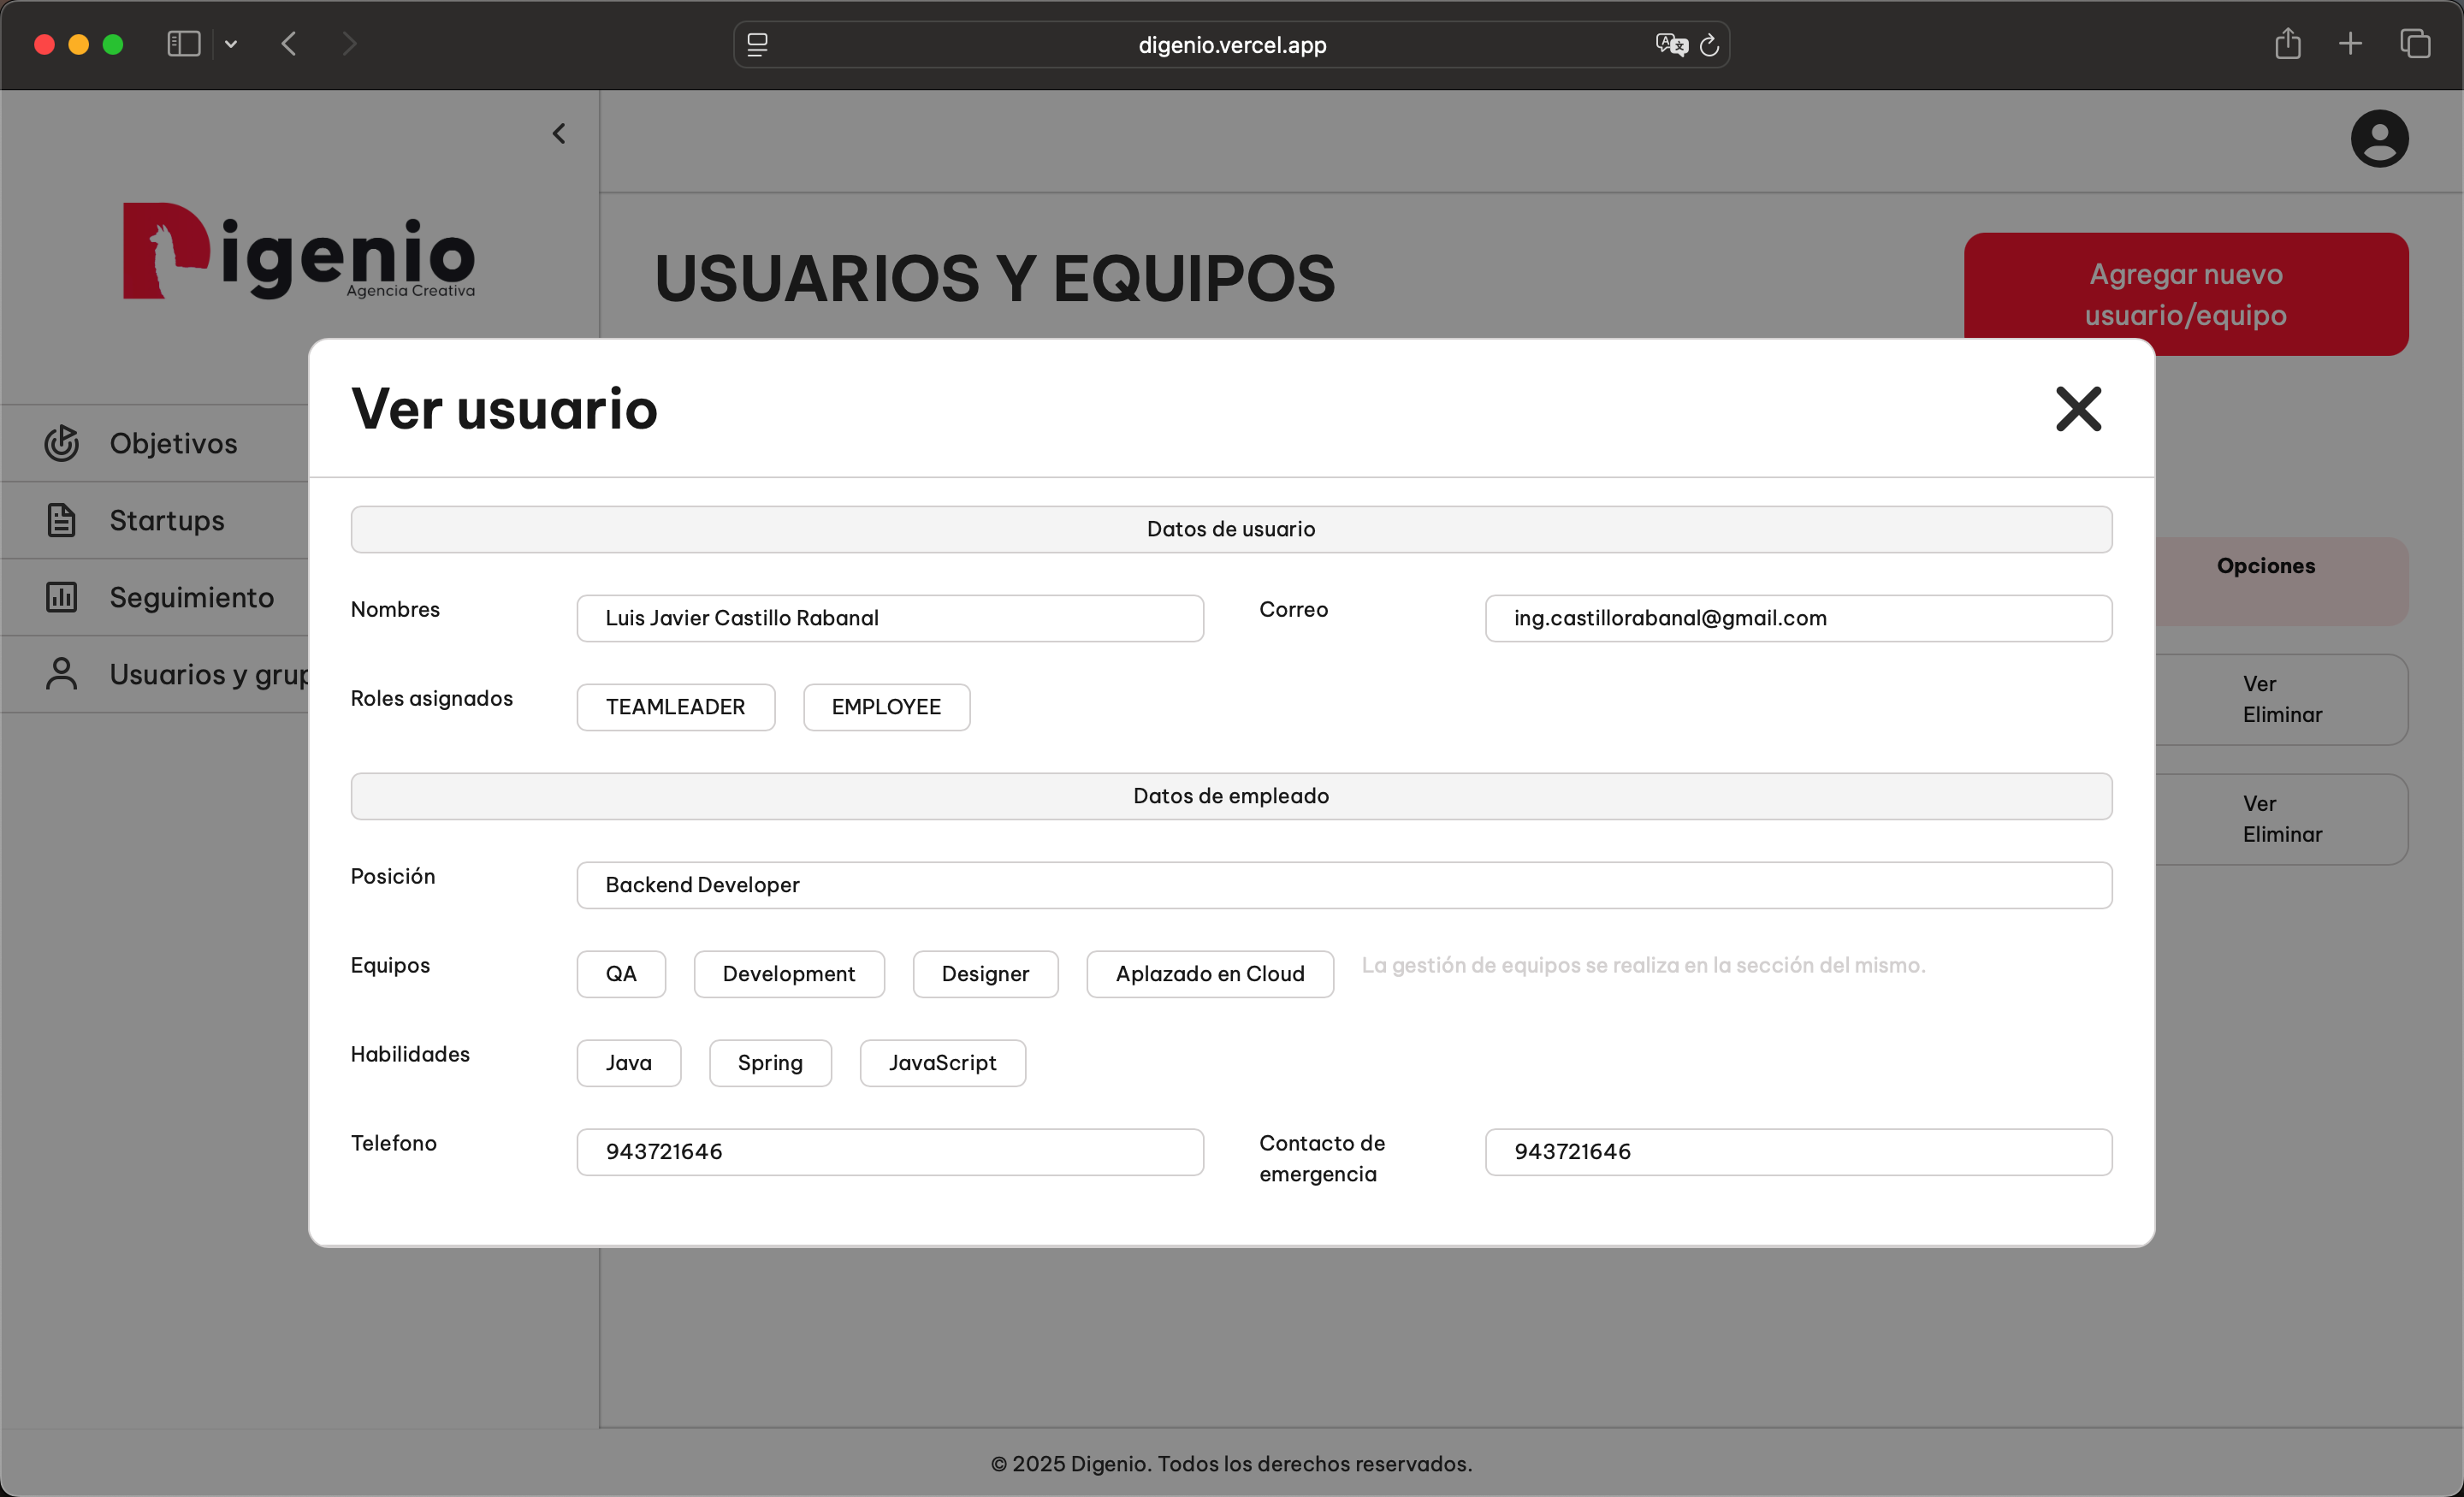 digenio.vercel.app
Digenio
Agencia Creativa
USUARIOS Y EQUIPOS
Agregar nuevo
usuario/equipo
Objetivos
Startups
Seguimiento
Usuarios y grup
Opciones
Ver
Eliminar
Ver
Eliminar
Ver usuario
Datos de usuario
Nombres Luis Javier Castillo Rabanal Correo ing.castillorabanal@gmail.com
Roles asignados TEAMLEADER EMPLOYEE
Datos de empleado
Posición Backend Developer
Equipos QA Development Designer Aplazado en Cloud La gestión de equipos se realiza en la sección del mismo.
Habilidades Java Spring JavaScript
Telefono 943721646 Contacto de emergencia 943721646
© 2025 Digenio. Todos los derechos reservados.